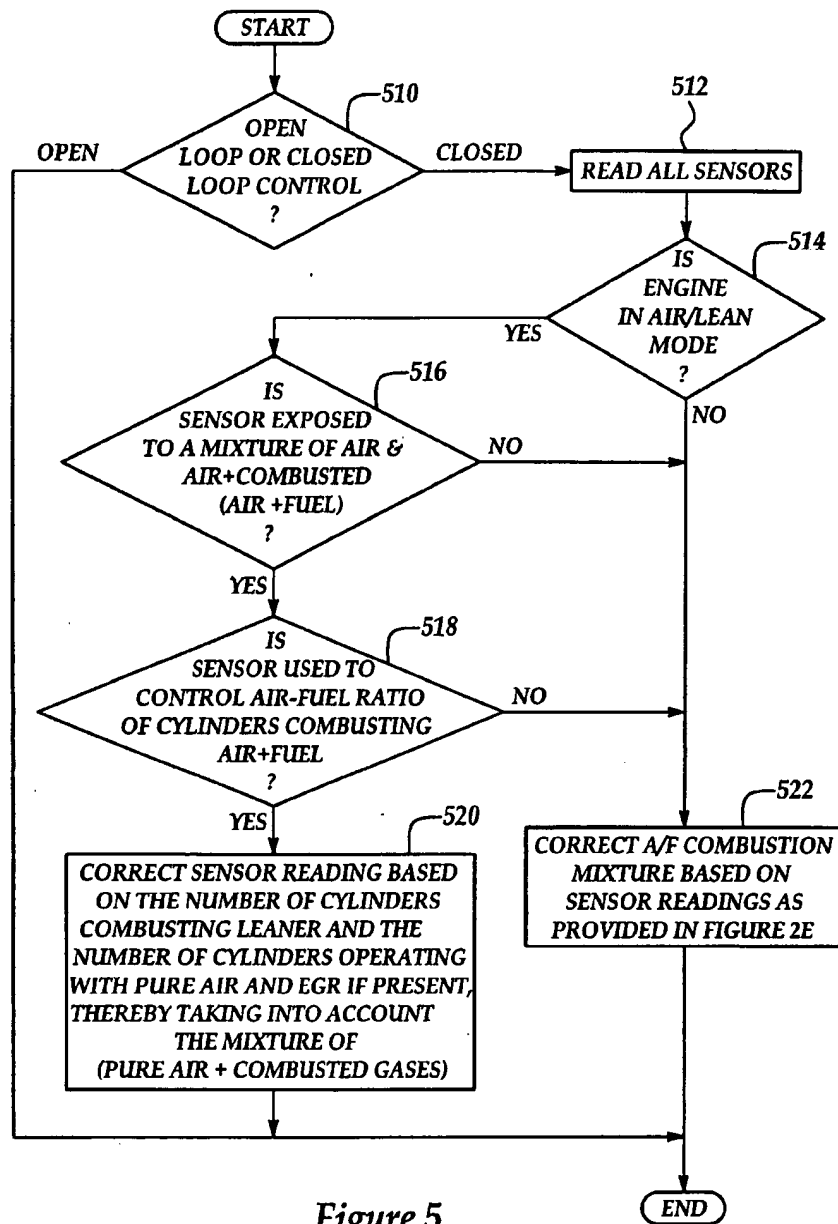 START
510
OPEN
LOOP OR CLOSED
LOOP CONTROL
?
OPEN
CLOSED
512
READ ALL SENSORS
514
IS
ENGINE
IN AIR/LEAN
MODE
?
YES
NO
516
IS
SENSOR EXPOSED
TO A MIXTURE OF AIR &
AIR+COMBUSTED
(AIR +FUEL)
?
NO
YES
518
IS
SENSOR USED TO
CONTROL AIR-FUEL RATIO
OF CYLINDERS COMBUSTING
AIR+FUEL
?
NO
YES
520
CORRECT SENSOR READING BASED
ON THE NUMBER OF CYLINDERS
COMBUSTING LEANER AND THE
NUMBER OF CYLINDERS OPERATING
WITH PURE AIR AND EGR IF PRESENT,
THEREBY TAKING INTO ACCOUNT
THE MIXTURE OF
(PURE AIR + COMBUSTED GASES)
522
CORRECT A/F COMBUSTION
MIXTURE BASED ON
SENSOR READINGS AS
PROVIDED IN FIGURE 2E
END
Figure 5